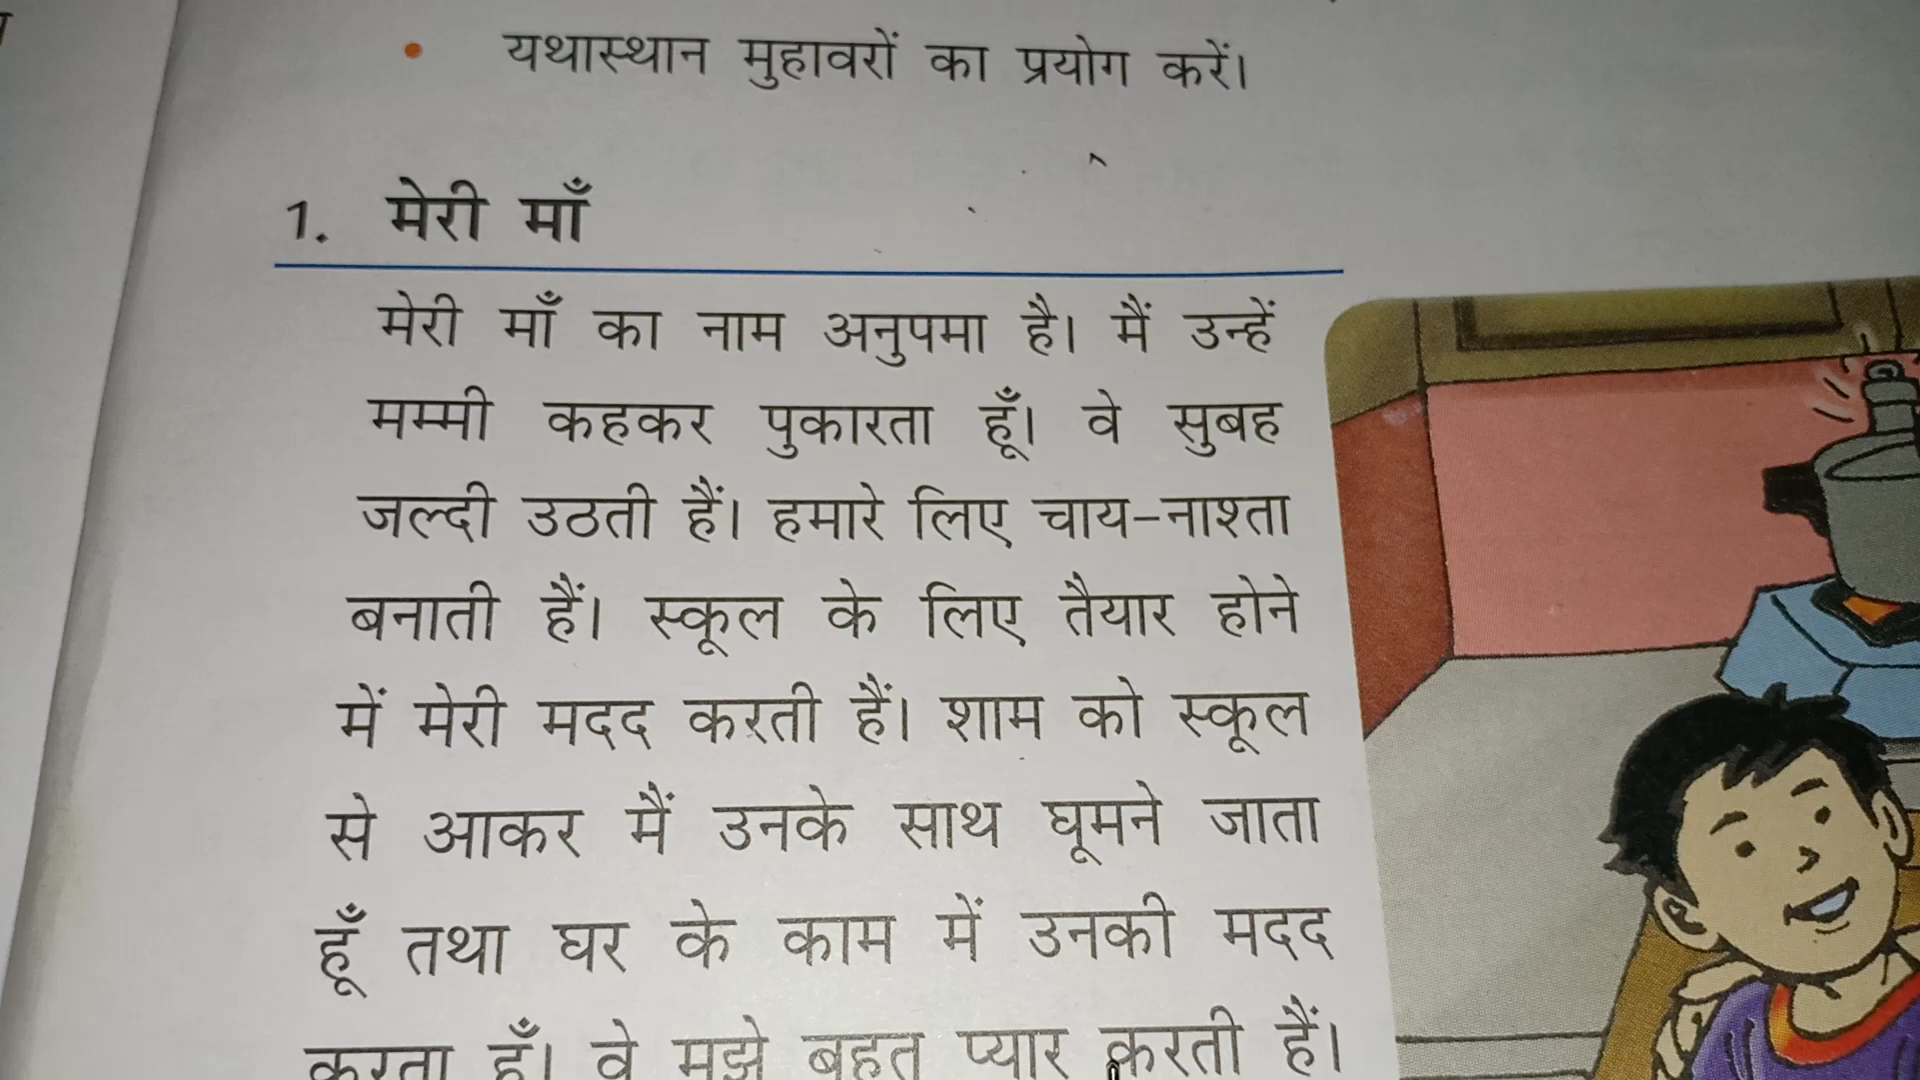 यथास्थान मुहावरों का प्रयोग करें।
1. मेरी माँ
मेरी माँ का नाम अनुपमा है। मैं उन्हें
मम्मी कहकर पुकारता हूँ। वे सुबह
जल्दी उठती हैं। हमारे लिए चाय-नाश्ता
बनाती हैं। स्कूल के लिए तैयार होने
में मेरी मदद करती हैं। शाम को स्कूल
से आकर मैं उनके साथ घूमने जाता
हूँ तथा घर के काम में उनकी मदद
करता हूँ। वे मुझे बहुत प्यार करती हैं।